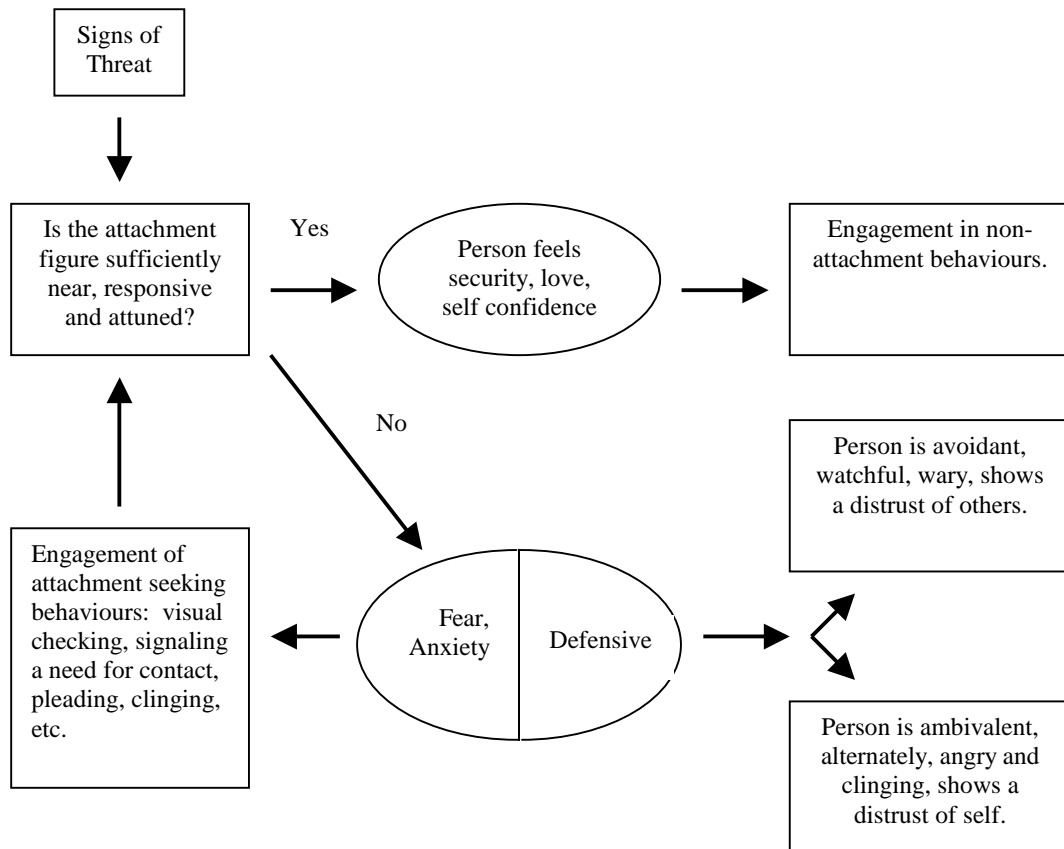 Signs of
Threat
Is the attachment
figure sufficiently
near, responsive
and attuned?
Yes
Person feels
security, love,
self confidence
Engagement in non-
attachment behaviours.
No
Person is avoidant,
watchful, wary, shows
a distrust of others.
Engagement of
attachment seeking
behaviours:  visual
checking, signaling
a need for contact,
pleading, clinging,
etc.
Fear,
Anxiety
Defensive
Person is ambivalent,
alternately, angry and
clinging, shows a
distrust of self.